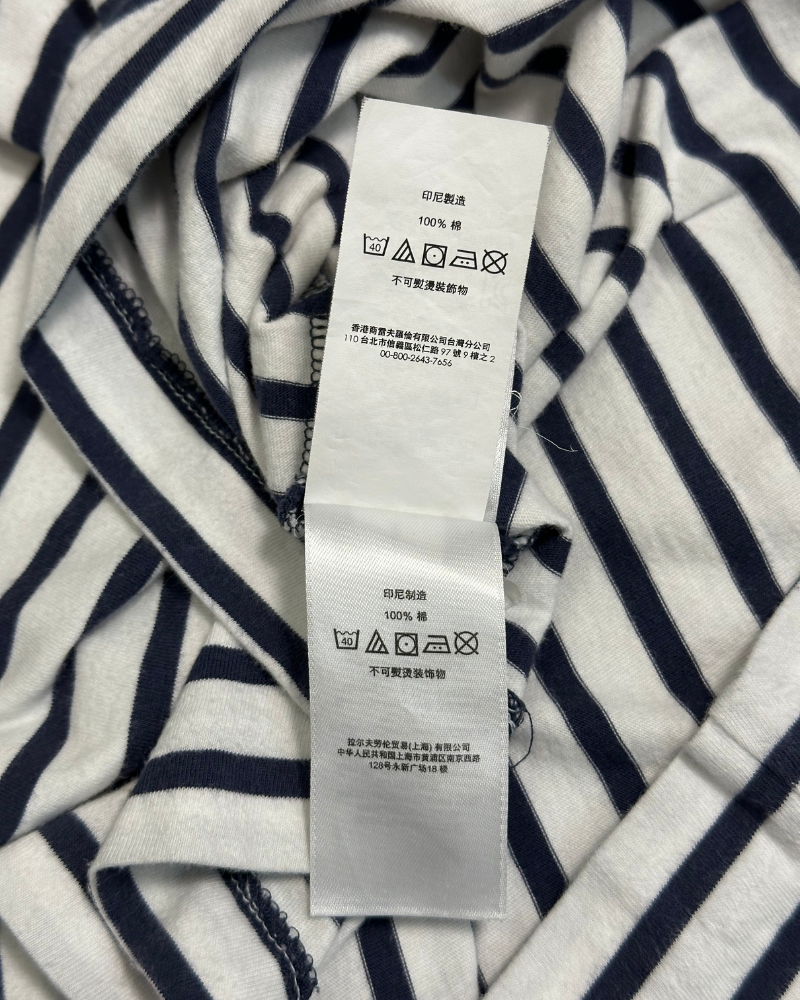 印尼製造
100% 棉
40
不可熨燙裝飾物
香港商雷夫羅倫有限公司台灣分公司
110 台北市信義區松仁路 97 號 9 樓之 2
00-800-2643-7656
印尼制造
100% 棉
40
不可熨烫装饰物
拉尔夫劳伦贸易(上海) 有限公司
中华人民共和国上海市黄浦区南京西路
128号永新广场18 楼